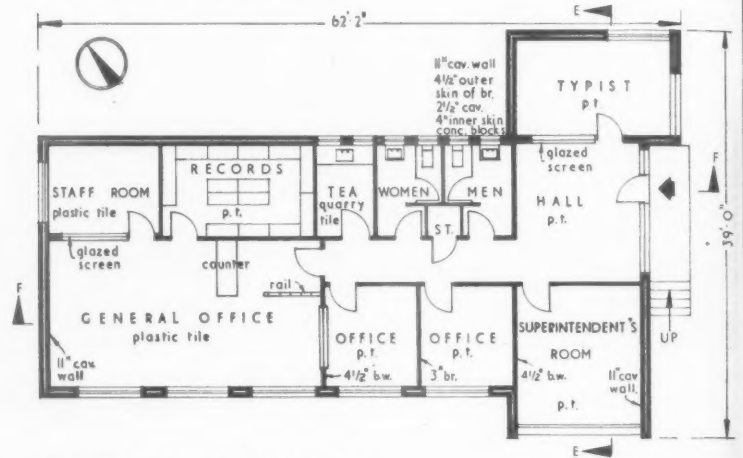 E
62'·2"
11" cav. wall
4½" outer
skin of br.
2½" cav.
4" inner skin
conc. blocks
TYPIST
p.t.
glazed
screen
F
RECORDS
p.t.
STAFF ROOM
plastic tile
TEA
quarry
tile
WOMEN
MEN
HALL
p.t.
ST.
39'·0"
glazed
screen
counter
rail
F
GENERAL OFFICE
plastic tile
11" cav.
wall
OFFICE
p.t.
4½" b.w.
OFFICE
p.t.
3" br.
SUPERINTENDENT'S
ROOM
4½" b.w.
11" cav.
wall.
p.t.
UP
E